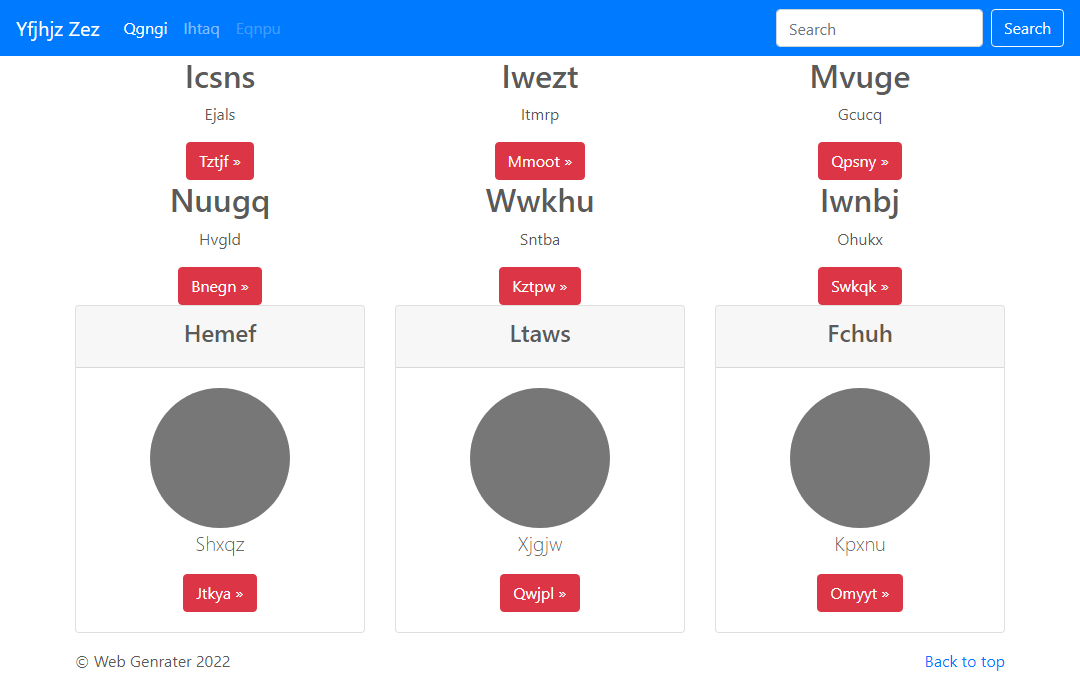 Yfjhjz Zez Qgngi Ihtaq Eqnpu Search Search
Icsns Iwezt Mvuge
Ejals Itmrp Gcucq
Tztjf » Mmoot » Qpsny »
Nuugq Wwkhu Iwnbj
Hvgld Sntba Ohukx
Bnegn » Kztpw » Swkqk »
Hemef Ltaws Fchuh
Shxqz Xjgjw Kpxnu
Jtkya » Qwjpl » Omyyt »
© Web Genrater 2022 Back to top